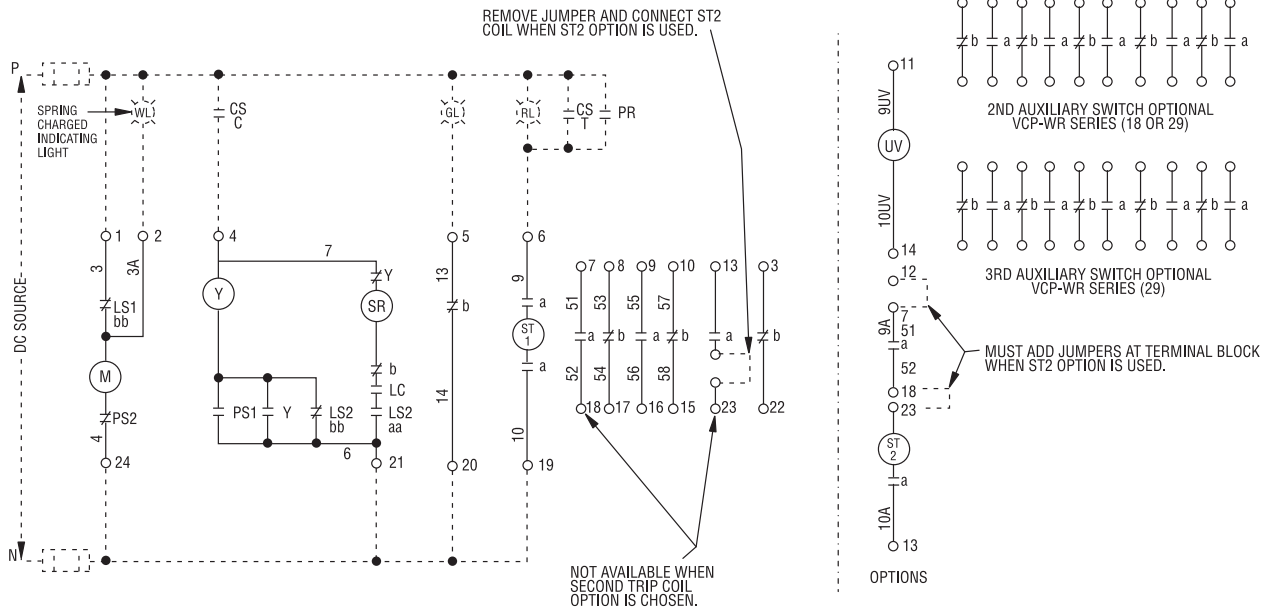 REMOVE JUMPER AND CONNECT ST2
COIL WHEN ST2 OPTION IS USED.
P
SPRING
CHARGED
INDICATING
LIGHT
WL
CS
C
GL
RL
CS
T
PR
DC SOURCE
1
2
4
5
6
3
3A
7
LS1
bb
Y
Y
SR
13
b
9
a
ST
1
a
M
PS2
4
24
b
LC
PS1
Y
LS2
bb
LS2
aa
6
21
14
20
10
19
N
7
8
9
10
13
3
51
53
55
57
a
b
a
b
a
b
52
54
56
58
18
17
16
15
23
22
NOT AVAILABLE WHEN
SECOND TRIP COIL
OPTION IS CHOSEN.
11
9UV
UV
10UV
14
12
7
9A
51
a
52
18
23
ST
2
a
10A
13
OPTIONS
b a b a b a b a b a
2ND AUXILIARY SWITCH OPTIONAL
VCP-WR SERIES (18 OR 29)
b a b a b a b a b a
3RD AUXILIARY SWITCH OPTIONAL
VCP-WR SERIES (29)
MUST ADD JUMPERS AT TERMINAL BLOCK
WHEN ST2 OPTION IS USED.